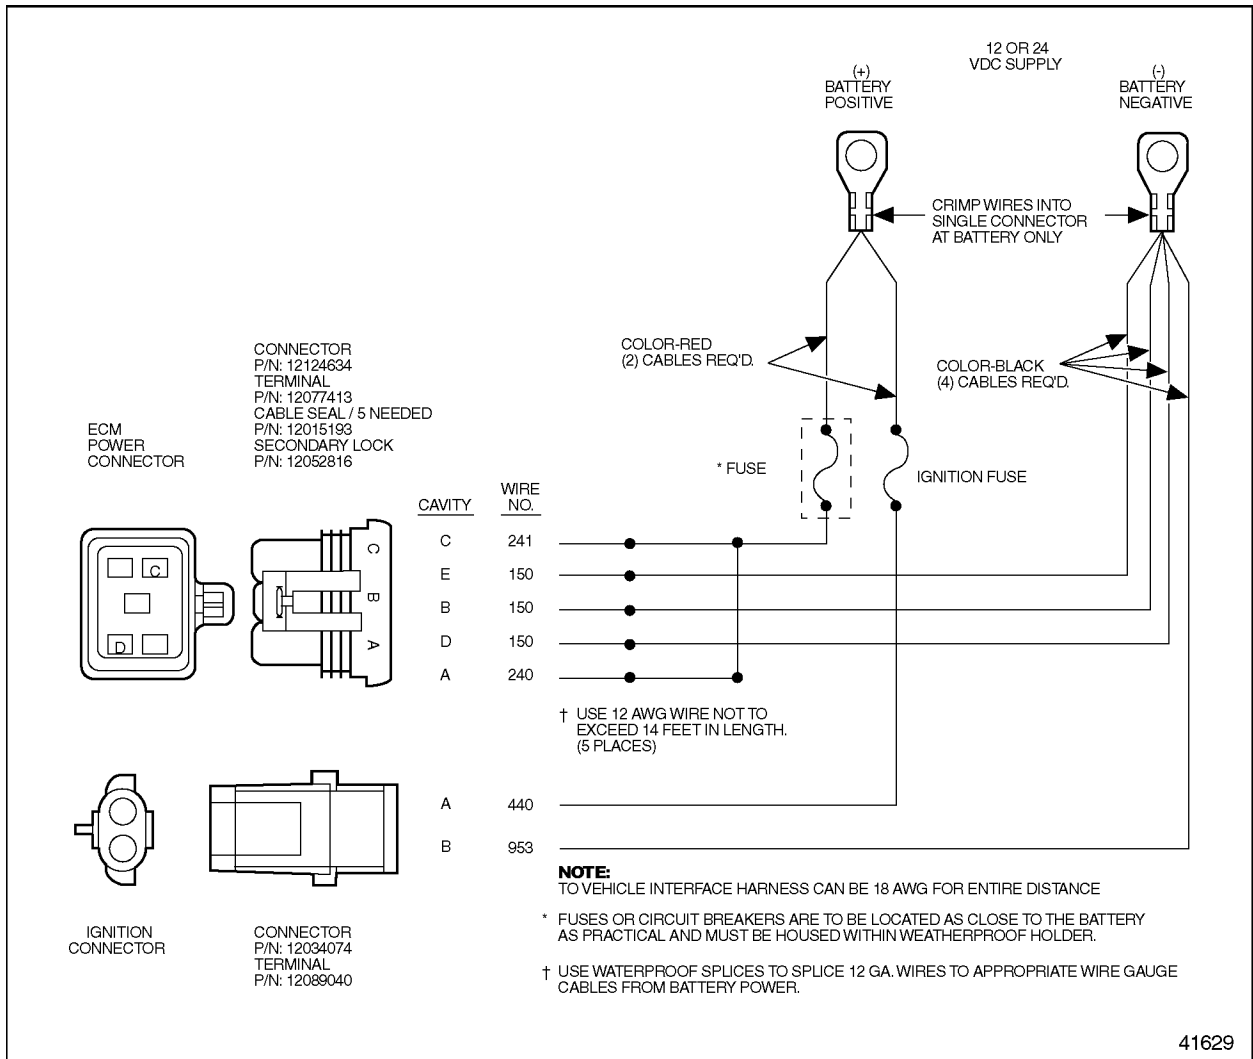 12 OR 24
VDC SUPPLY
(+)
BATTERY
POSITIVE
(-)
BATTERY
NEGATIVE
CRIMP WIRES INTO
SINGLE CONNECTOR
AT BATTERY ONLY
COLOR-RED
(2) CABLES REQ'D.
COLOR-BLACK
(4) CABLES REQ'D.
CONNECTOR
P/N: 12124634
TERMINAL
P/N: 12077413
CABLE SEAL / 5 NEEDED
P/N: 12015193
SECONDARY LOCK
P/N: 12052816
ECM
POWER
CONNECTOR
* FUSE
IGNITION FUSE
CAVITY
WIRE
NO.
C 241
E 150
B 150
D 150
A 240
C
D
C
B
A
† USE 12 AWG WIRE NOT TO
EXCEED 14 FEET IN LENGTH.
(5 PLACES)
A 440
B 953
NOTE:
TO VEHICLE INTERFACE HARNESS CAN BE 18 AWG FOR ENTIRE DISTANCE
* FUSES OR CIRCUIT BREAKERS ARE TO BE LOCATED AS CLOSE TO THE BATTERY
AS PRACTICAL AND MUST BE HOUSED WITHIN WEATHERPROOF HOLDER.
† USE WATERPROOF SPLICES TO SPLICE 12 GA. WIRES TO APPROPRIATE WIRE GAUGE
CABLES FROM BATTERY POWER.
IGNITION
CONNECTOR
CONNECTOR
P/N: 12034074
TERMINAL
P/N: 12089040
41629